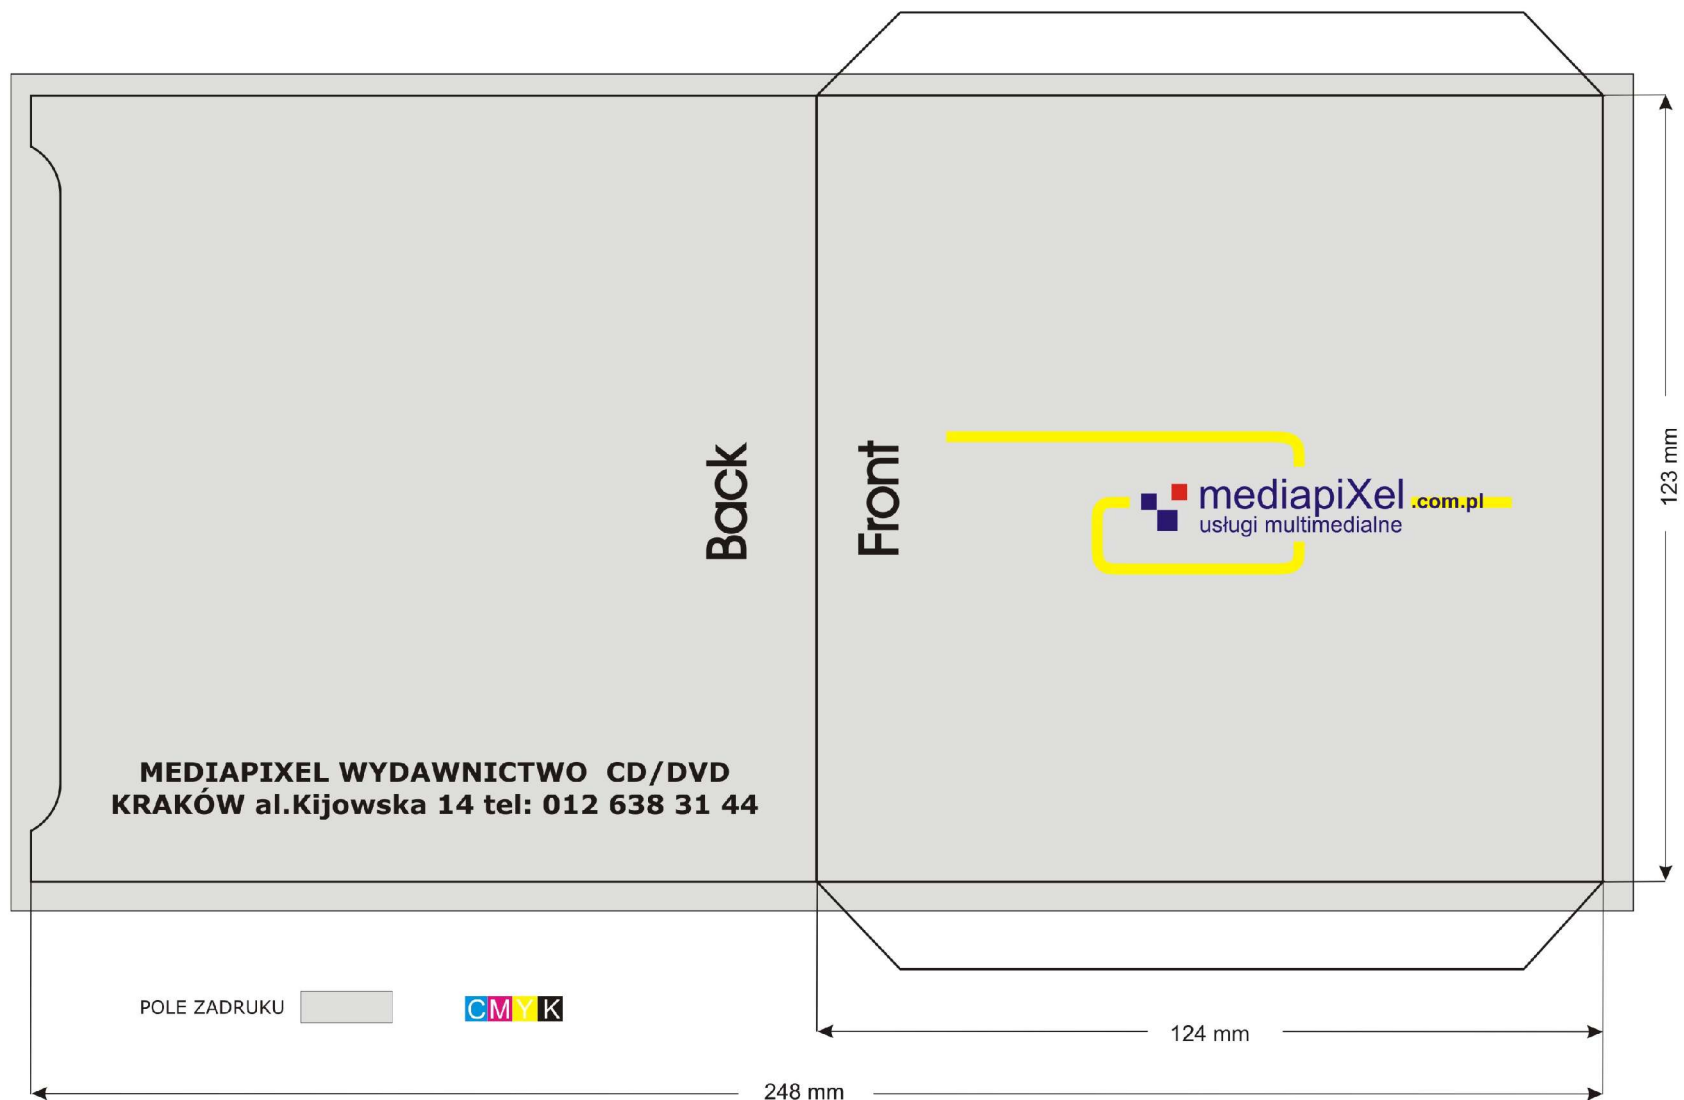 Back
Front
mediapiXel .com.pl
usługi multimedialne
123 mm
MEDIAPIXEL WYDAWNICTWO CD/DVD
KRAKÓW al.Kijowska 14 tel: 012 638 31 44
POLE ZADRUKU
CMYK
124 mm
248 mm